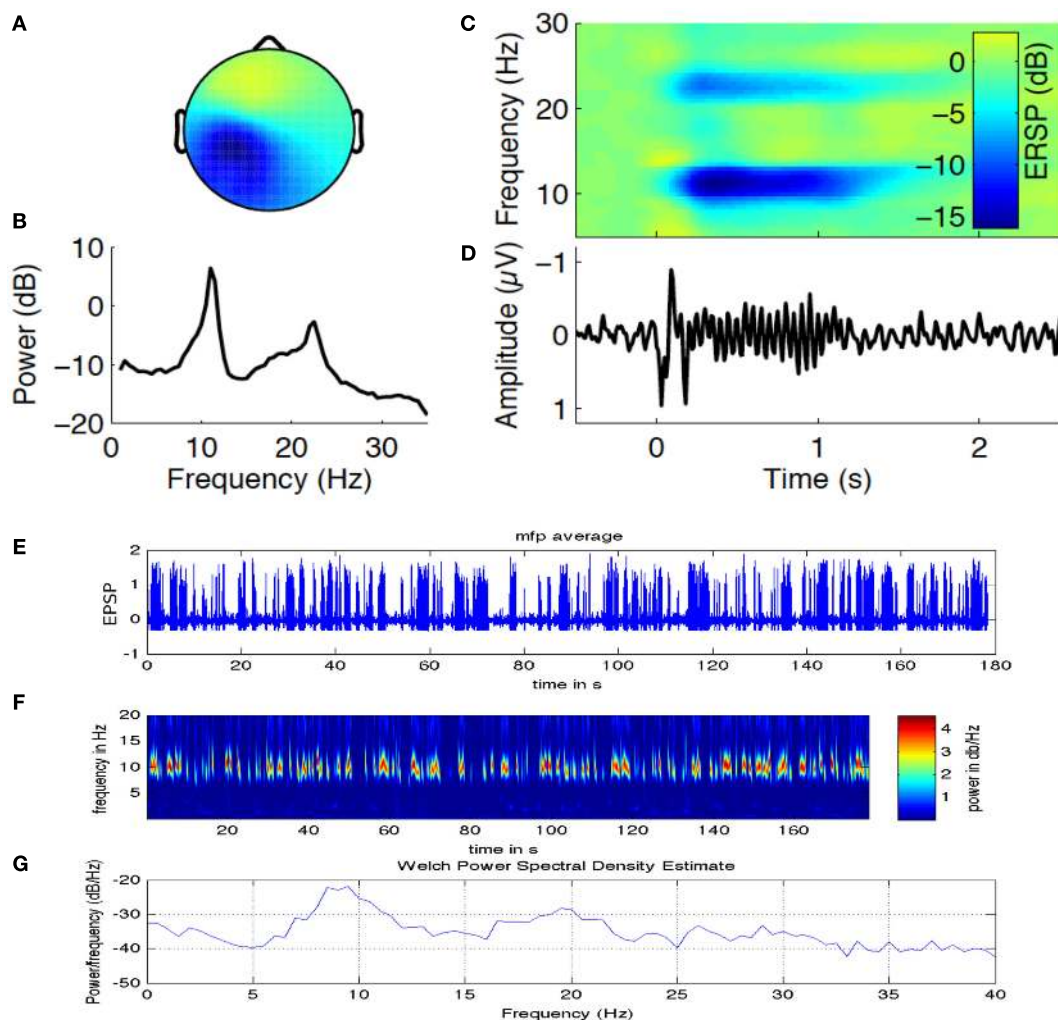 A
B
Power (dB)
10
0
−10
−20
0
10
20
30
Frequency (Hz)
C
Frequency (Hz)
30
20
10
0
−5
−10
−15
ERSP (dB)
D
Amplitude (µV)
-1
0
1
0
1
2
Time (s)
E
mfp average
EPSP
2
1
0
-1
0 20 40 60 80 100 120 140 160 180
time in s
F
frequency in Hz
20
15
10
5
20 40 60 80 100 120 140 160
time in s
4
3
2
1
power in db/Hz
G
Welch Power Spectral Density Estimate
Power/frequency (dB/Hz)
-20
-30
-40
-50
0 5 10 15 20 25 30 35 40
Frequency (Hz)